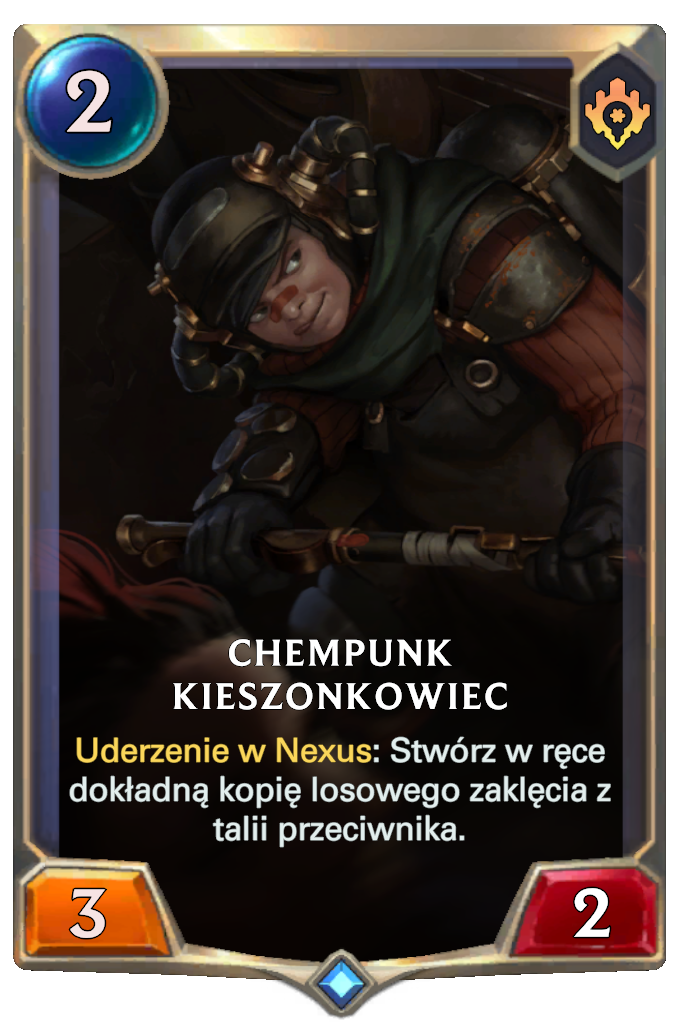 2
CHEMPUNK
KIESZONKOWIEC
Uderzenie w Nexus: Stwórz w ręce
dokładną kopię losowego zaklęcia z
talii przeciwnika.
3
2